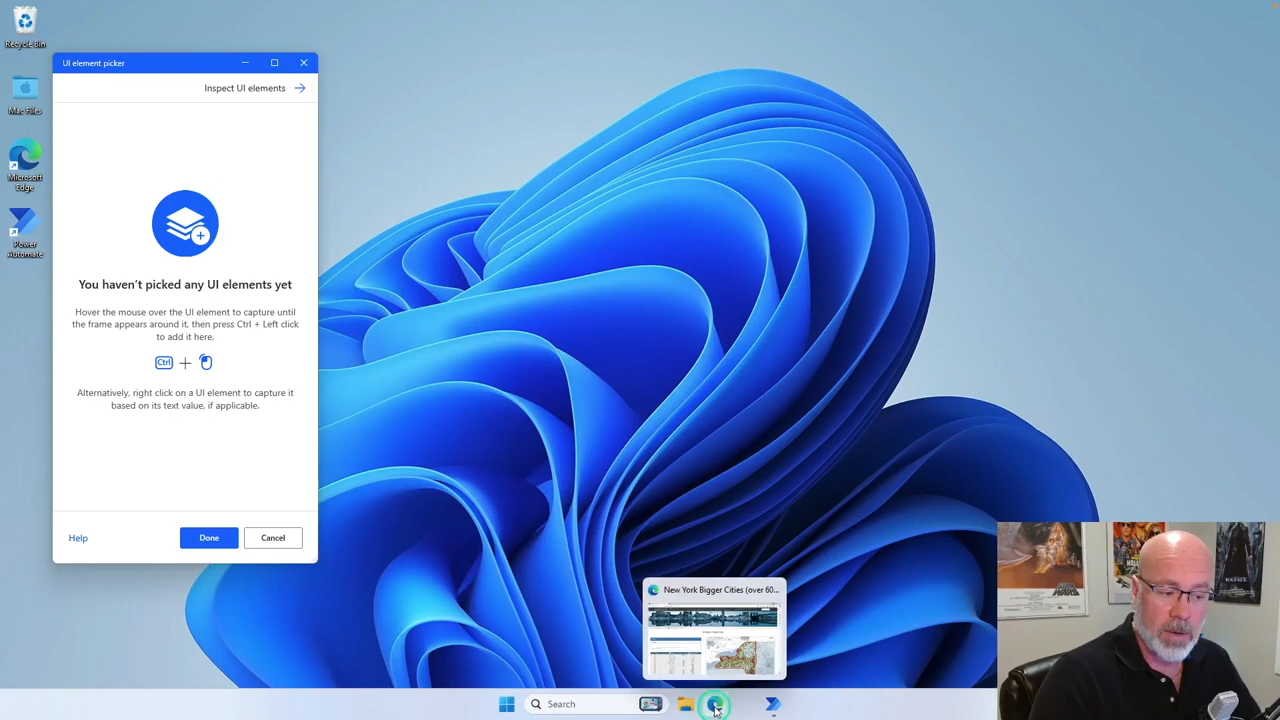 Recycle Bin
Mac Files
Microsoft
Edge
Power
Automate
UI element picker
Inspect UI elements
You haven't picked any UI elements yet
Hover the mouse over the UI element to capture until
the frame appears around it, then press Ctrl + Left click
to add it here.
Ctrl
Alternatively, right click on a UI element to capture it
based on its text value, if applicable.
Help
Done
Cancel
New York Bigger Cities (over 60...
Search
STAR
WARS
MATRIX